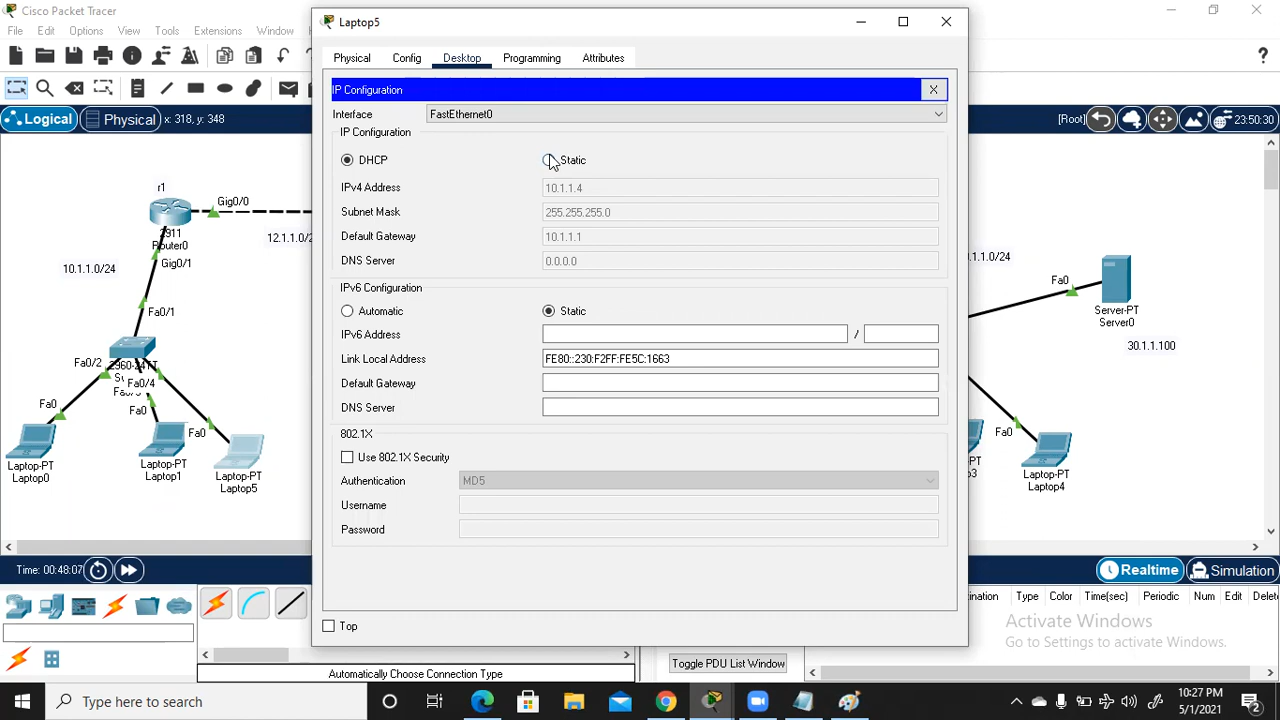 Cisco Packet Tracer
File Edit Options View Tools Extensions Window
Logical Physical x: 318, y: 348
[Root] 23:50:30
r1
Gig0/0
2911
Router0
12.1.1.0/2
Gig0/1
10.1.1.0/24
Fa0/1
Fa0/2
2960-24TT
Fa0/4
Fa0
Fa0
Fa0
Laptop-PT
Laptop0
Laptop-PT
Laptop1
Laptop-PT
Laptop5
Laptop5
Physical Config Desktop Programming Attributes
IP Configuration X
Interface FastEthernet0
IP Configuration
DHCP Static
IPv4 Address 10.1.1.4
Subnet Mask 255.255.255.0
Default Gateway 10.1.1.1
DNS Server 0.0.0.0
IPv6 Configuration
Automatic Static
IPv6 Address /
Link Local Address FE80::230:F2FF:FE5C:1663
Default Gateway
DNS Server
802.1X
Use 802.1X Security
Authentication MD5
Username
Password
Top
.1.1.0/24
Fa0
Server-PT
Server0
30.1.1.100
Fa0
-PT
p3
Laptop-PT
Laptop4
Time: 00:48:07
Realtime Simulation
ination Type Color Time(sec) Periodic Num Edit Delete
Activate Windows
Go to Settings to activate Windows.
Toggle PDU List Window
Automatically Choose Connection Type
Type here to search
10:27 PM
5/1/2021
2